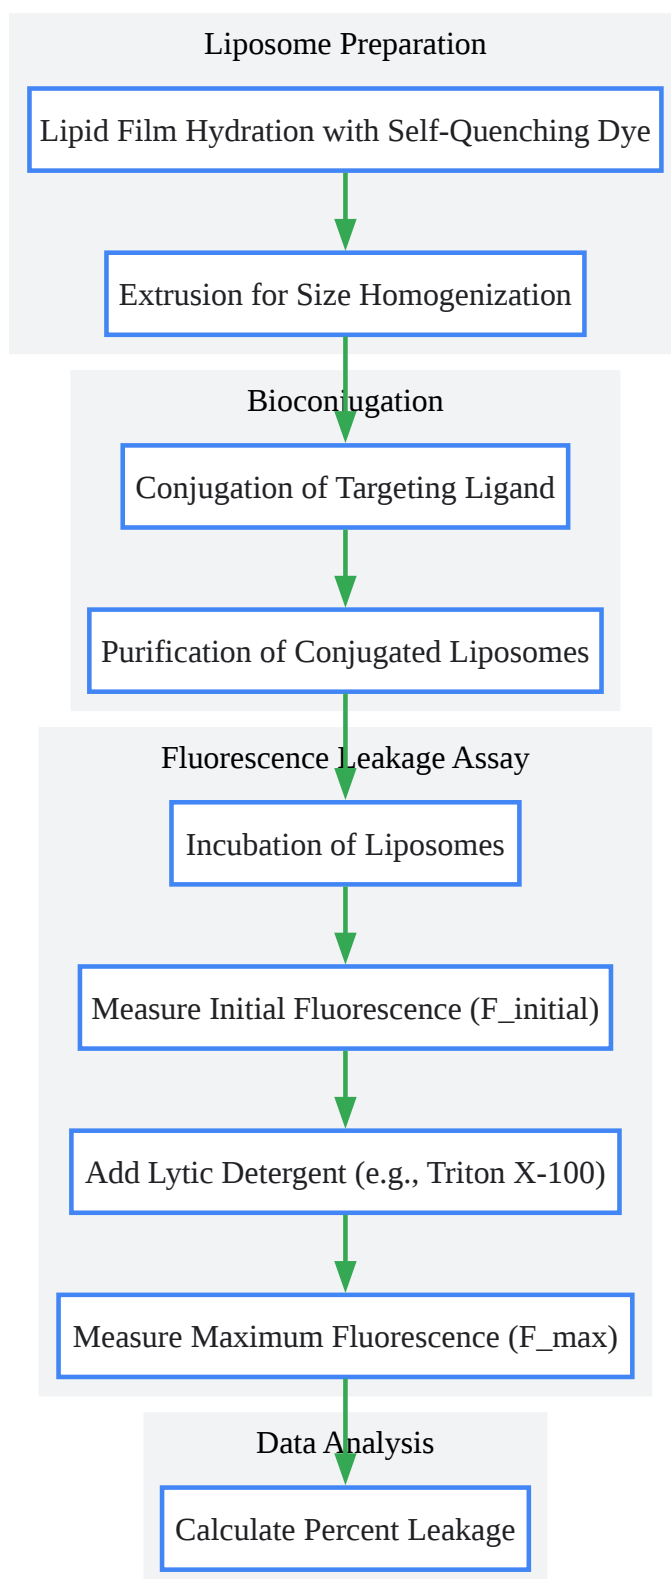 Liposome Preparation
Lipid Film Hydration with Self-Quenching Dye
Extrusion for Size Homogenization
Bioconjugation
Conjugation of Targeting Ligand
Purification of Conjugated Liposomes
Fluorescence Leakage Assay
Incubation of Liposomes
Measure Initial Fluorescence (F_initial)
Add Lytic Detergent (e.g., Triton X-100)
Measure Maximum Fluorescence (F_max)
Data Analysis
Calculate Percent Leakage